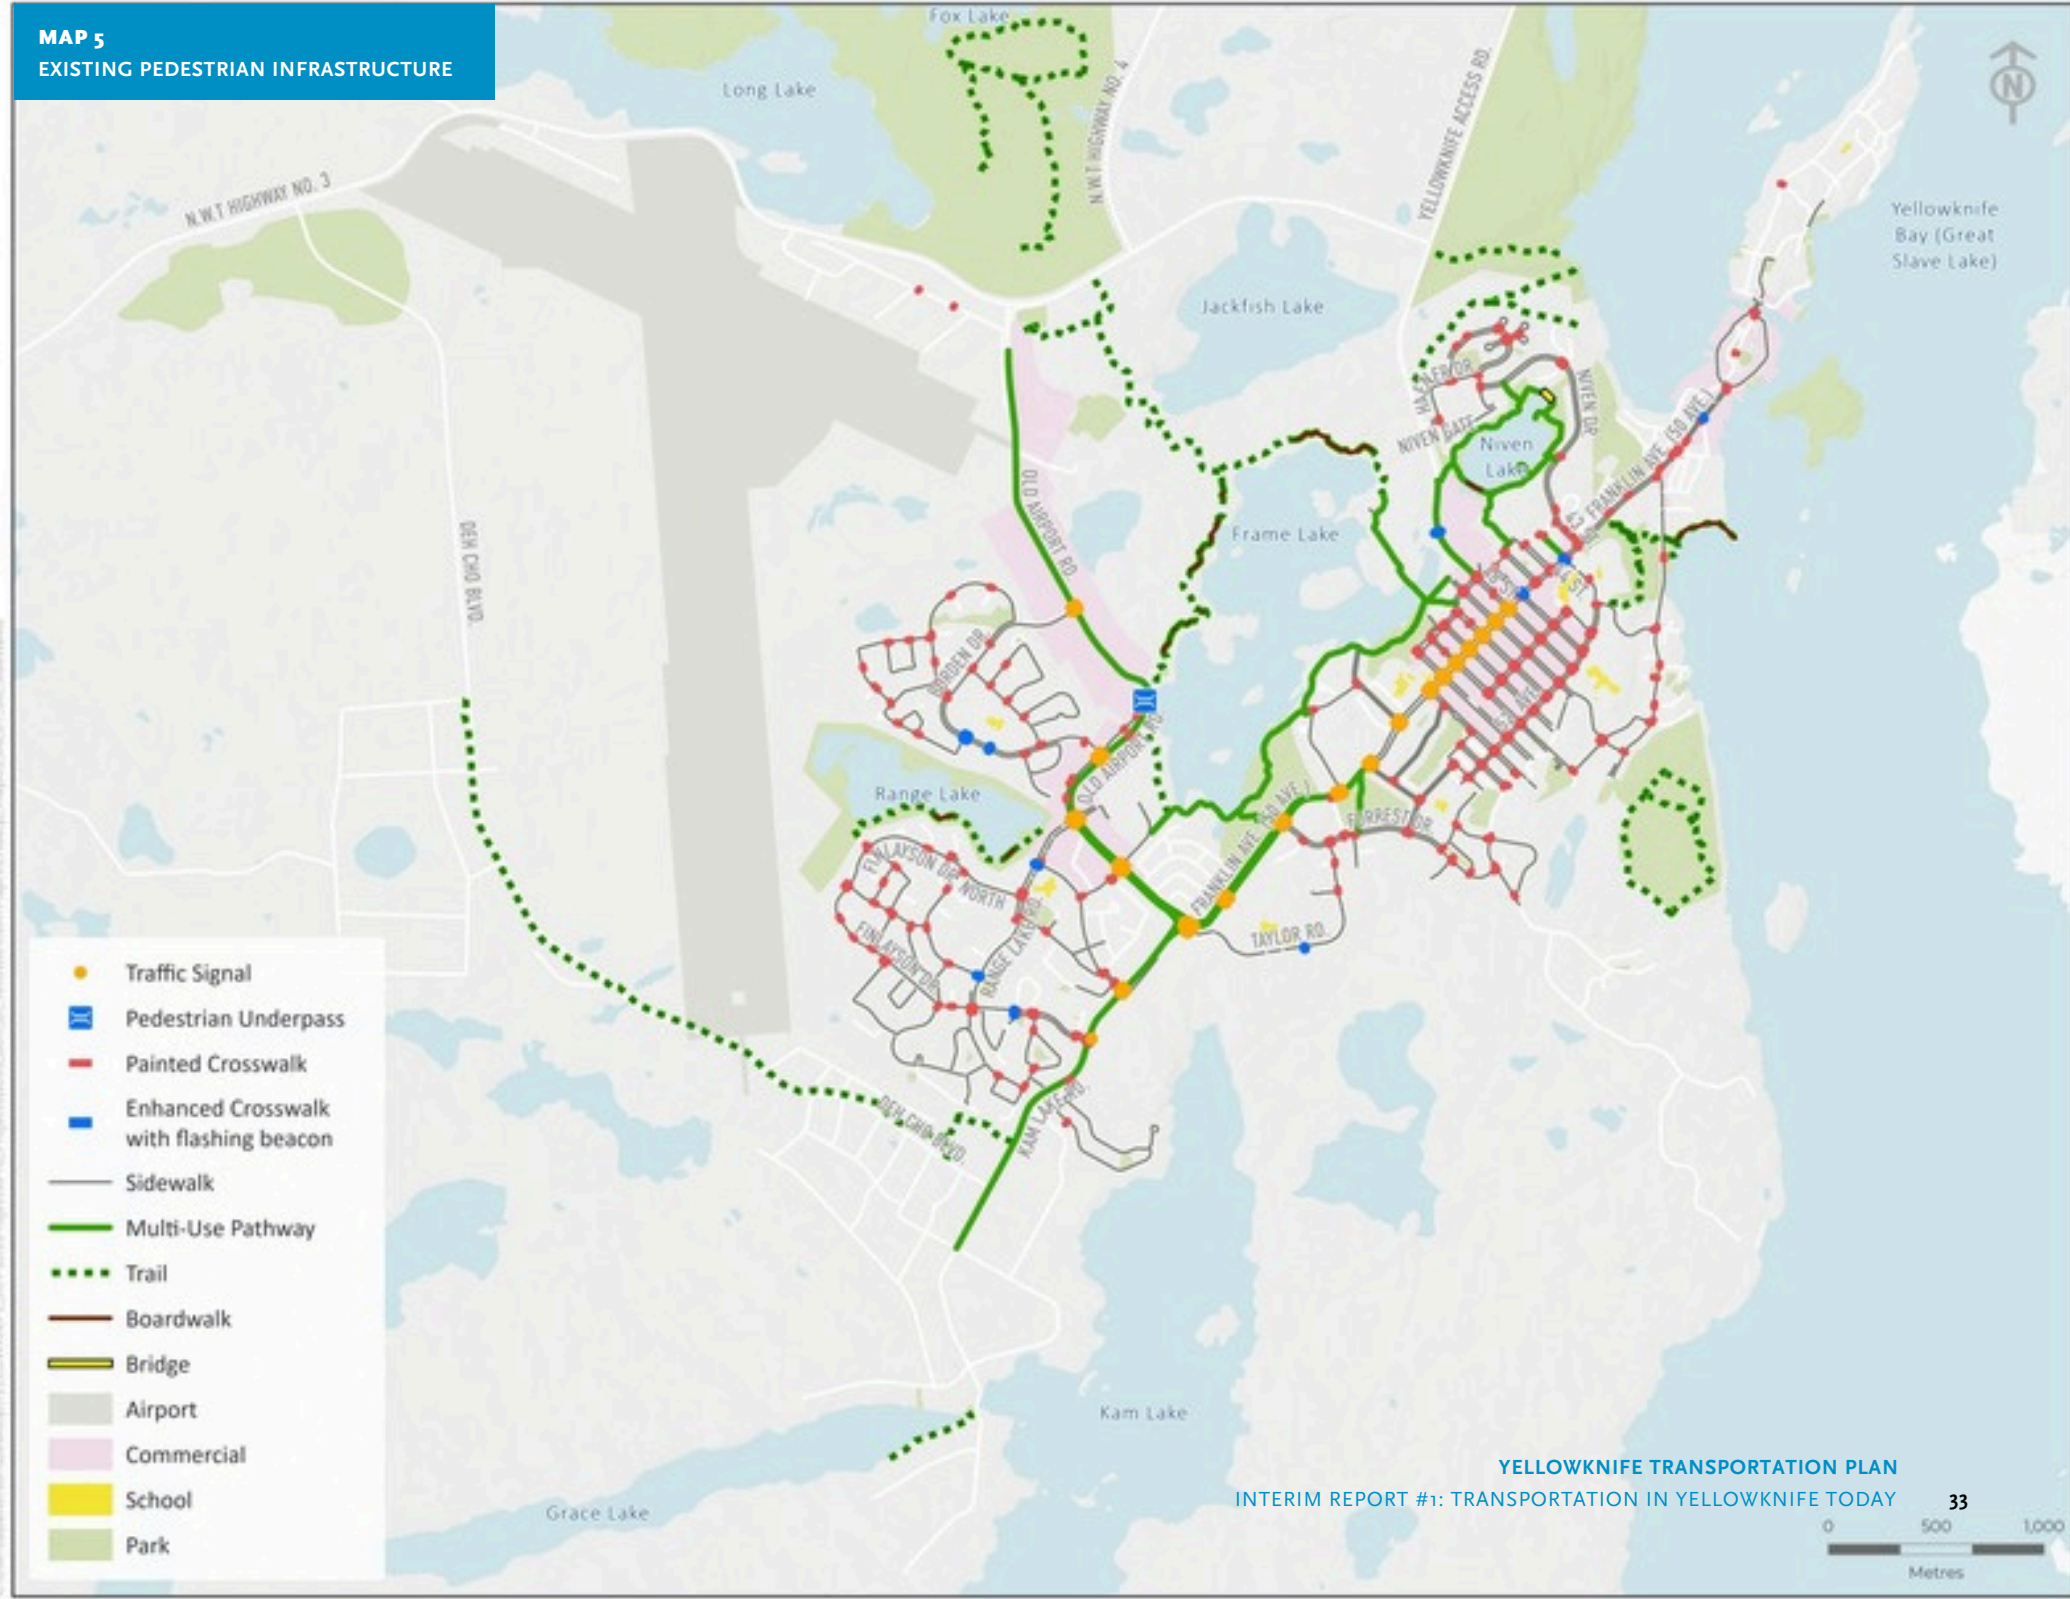 MAP 5
EXISTING PEDESTRIAN INFRASTRUCTURE
Fox Lake
Long Lake
N.W.T HIGHWAY NO. 4
YELLOWKNIFE ACCESS RD.
N
N.W.T HIGHWAY NO. 3
Yellowknife
Bay (Great
Slave Lake)
Jackfish Lake
NIVEN DR
NIVEN GATE
Niven
Lake
FRANKLIN AVE. (50 AVE.)
OLD AIRPORT RD.
Frame Lake
DEH CHO BLVD.
BORDEN DR.
OLD AIRPORT RD.
Range Lake
FRANKLIN AVE. (50 AVE.)
FORREST DR.
FINLAYSON DR. NORTH
RANGE LAKE RD.
FINLAYSON DR.
TAYLOR RD.
DEH CHO BLVD.
KAM LAKE RD.
Traffic Signal
Pedestrian Underpass
Painted Crosswalk
Enhanced Crosswalk
with flashing beacon
Sidewalk
Multi-Use Pathway
Trail
Boardwalk
Bridge
Airport
Commercial
School
Park
Kam Lake
Grace Lake
YELLOWKNIFE TRANSPORTATION PLAN
INTERIM REPORT #1: TRANSPORTATION IN YELLOWKNIFE TODAY 33
0 500 1,000
Metres